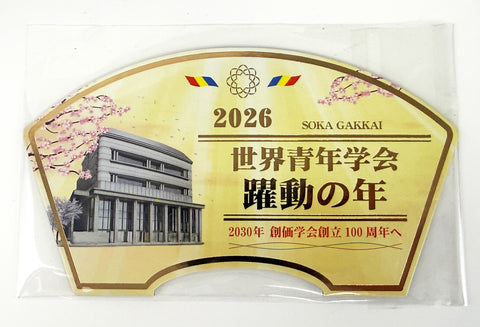 2026
SOKA GAKKAI
世界青年学会
躍動の年
2030年 創価学会創立100周年へ